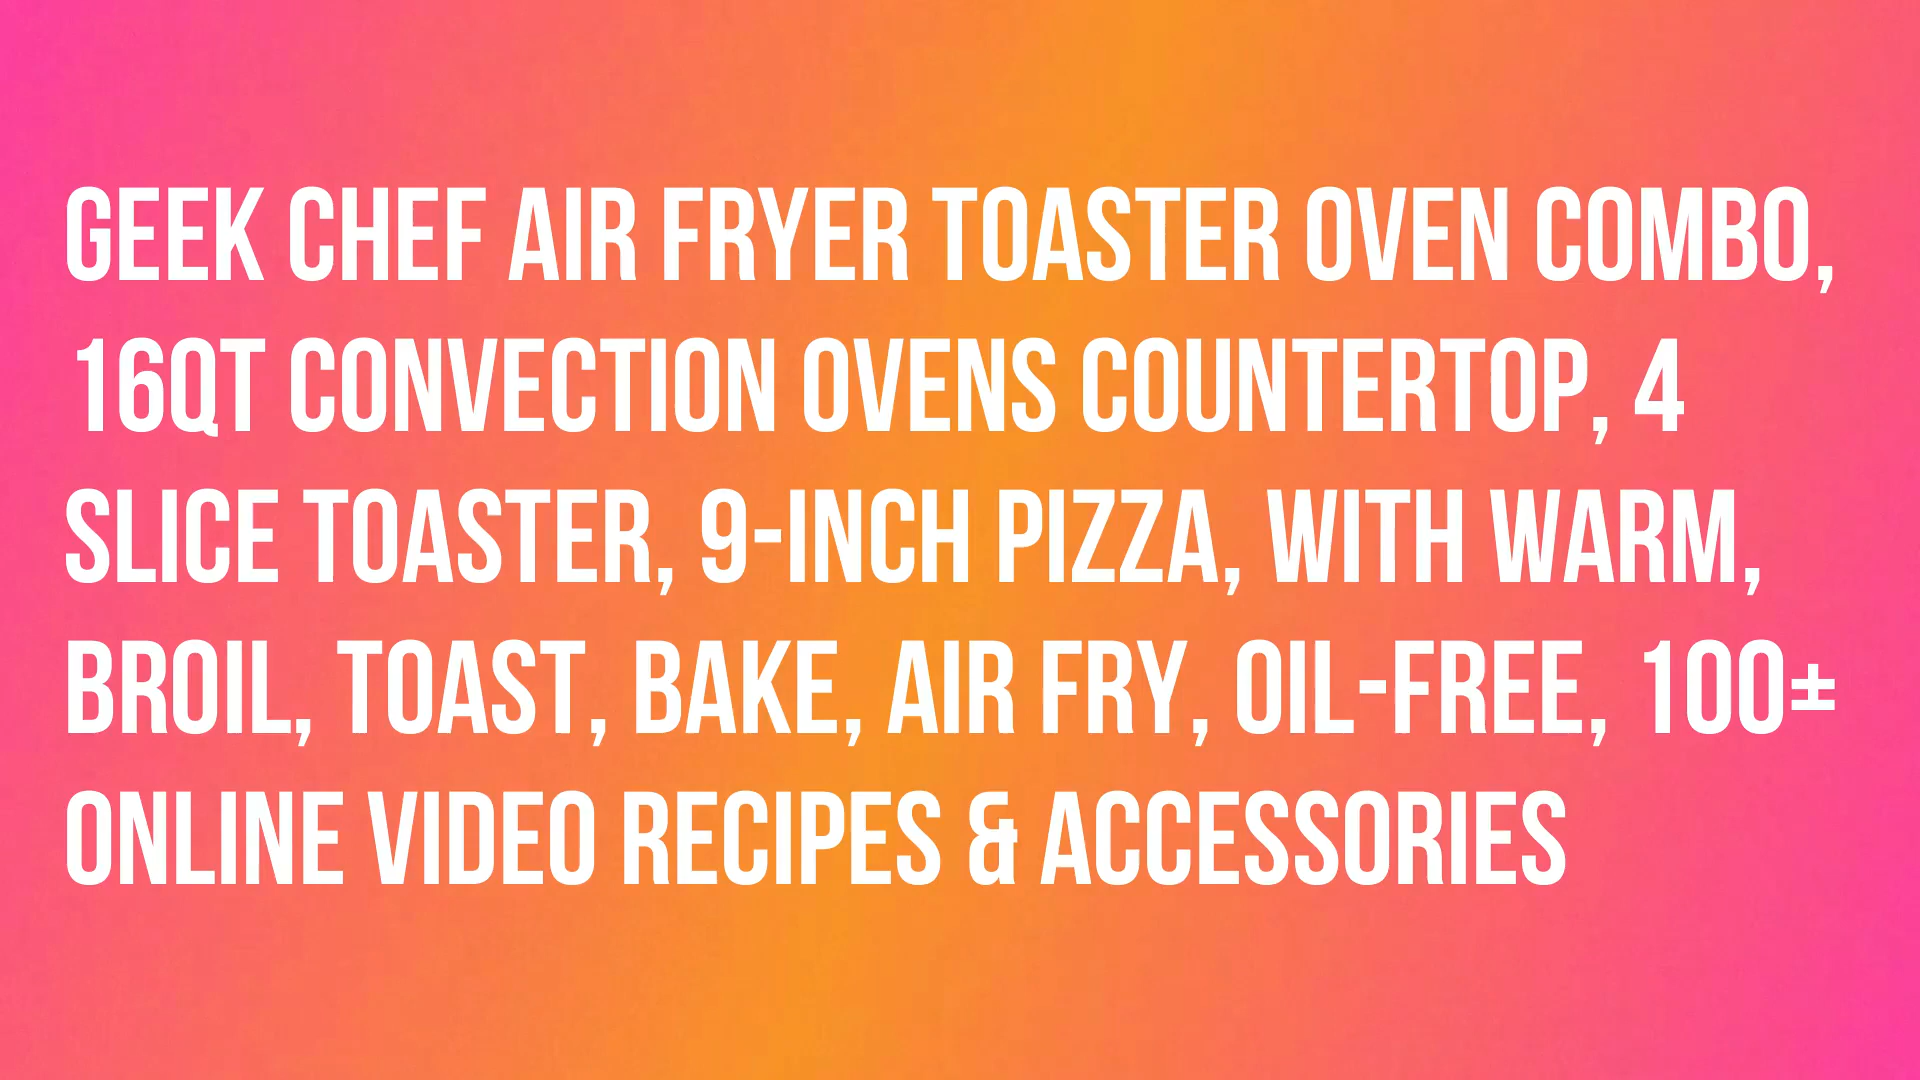 GEEK CHEF AIR FRYER TOASTER OVEN COMBO,
16QT CONVECTION OVENS COUNTERTOP, 4
SLICE TOASTER, 9-INCH PIZZA, WITH WARM,
BROIL, TOAST, BAKE, AIR FRY, OIL-FREE, 100±
ONLINE VIDEO RECIPES & ACCESSORIES